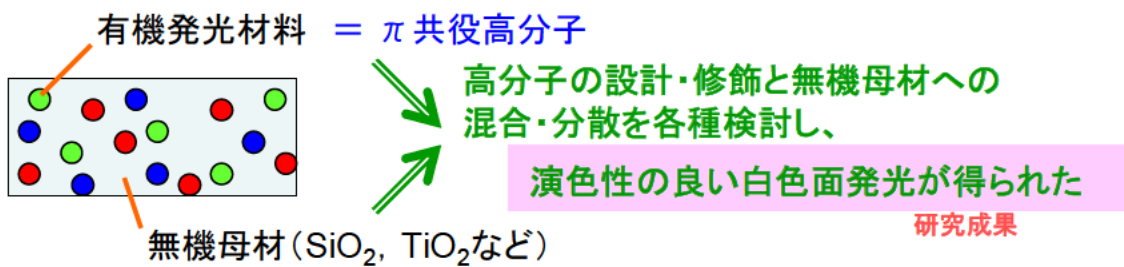 有機発光材料 = π共役高分子
高分子の設計・修飾と無機母材への
混合・分散を各種検討し、
演色性の良い白色面発光が得られた
研究成果
無機母材(SiO₂, TiO₂など)